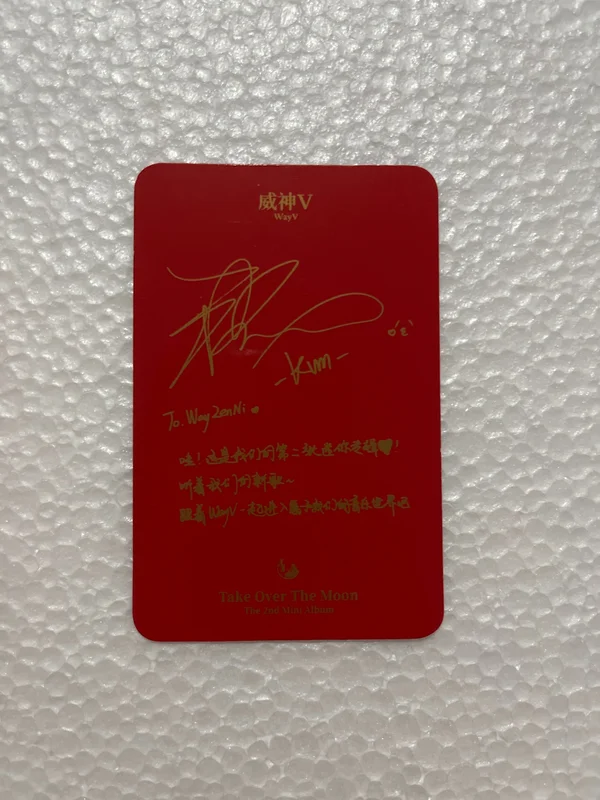 威神V
WayV
-KUN-
To. WayZenNi
哇！这是我们的第二张迷你专辑♥！
听着我们的新歌~
跟着WayV一起进入属于我们的音乐世界吧
Take Over The Moon
The 2nd Mini Album